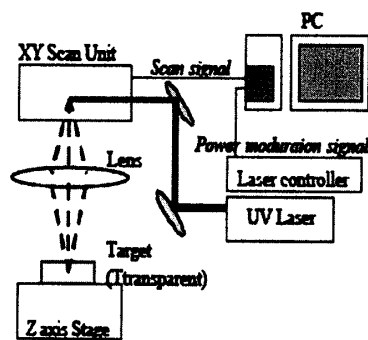 PC
XY Scan Unit
Scan signal
Power moduraion signal
Lens
Laser controller
UV Laser
Target
(Ttransparent)
Z axis Stage